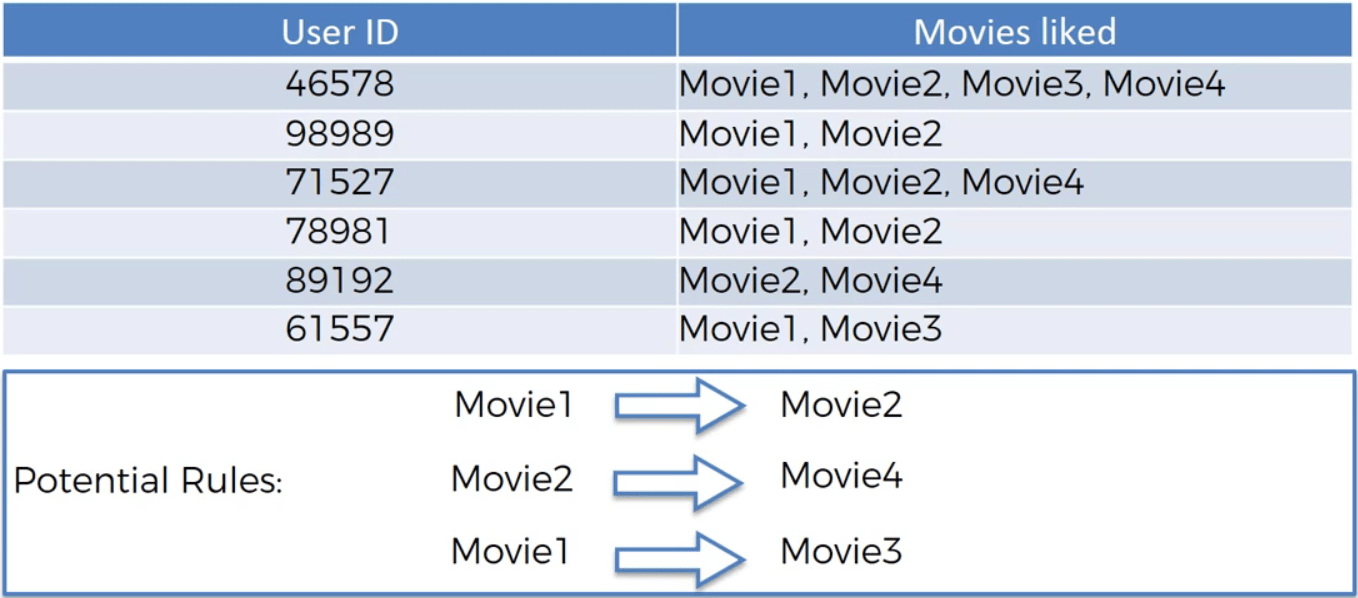 User ID Movies liked
46578 Movie1, Movie2, Movie3, Movie4
98989 Movie1, Movie2
71527 Movie1, Movie2, Movie4
78981 Movie1, Movie2
89192 Movie2, Movie4
61557 Movie1, Movie3
Movie1 Movie2
Potential Rules: Movie2 Movie4
Movie1 Movie3